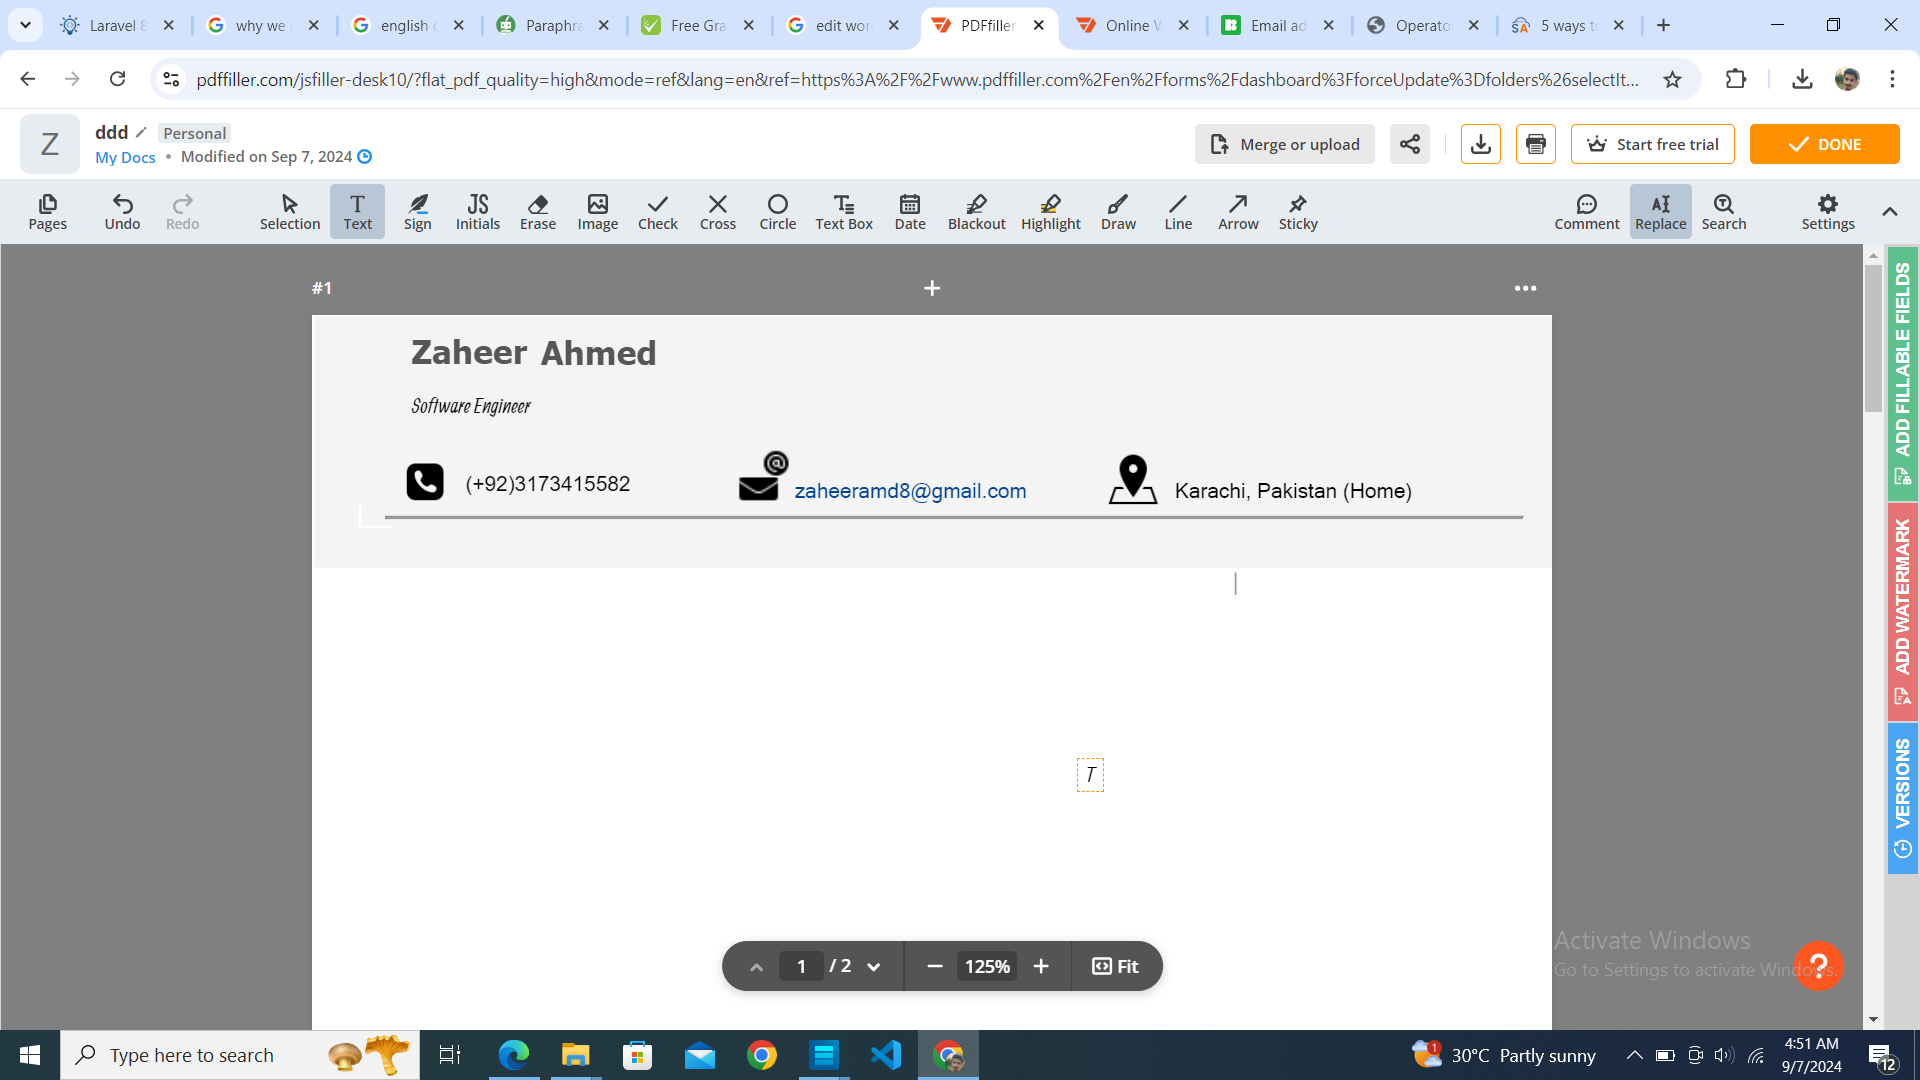 Laravel 8
why we
english c
Paraphra
Free Gra
edit wor
PDFfiller
Online W
Email ad
Operato
5 ways t
pdffiller.com/jsfiller-desk10/?flat_pdf_quality=high&mode=ref&lang=en&ref=https%3A%2F%2Fwww.pdffiller.com%2Fen%2Fforms%2Fdashboard%3FforceUpdate%3Dfolders%26selectIt...
Z
ddd Personal
My Docs • Modified on Sep 7, 2024
Merge or upload
Start free trial
DONE
Pages
Undo
Redo
Selection
Text
Sign
JS
Initials
Erase
Image
Check
Cross
Circle
Text Box
Date
Blackout
Highlight
Draw
Line
Arrow
Sticky
Comment
Replace
Search
Settings
#1
Zaheer Ahmed
Software Engineer
(+92)3173415582
zaheeramd8@gmail.com
Karachi, Pakistan (Home)
T
ADD FILLABLE FIELDS
ADD WATERMARK
VERSIONS
1 / 2
125%
Fit
Activate Windows
Go to Settings to activate Windows.
?
Type here to search
1
30°C Partly sunny
4:51 AM
9/7/2024
12